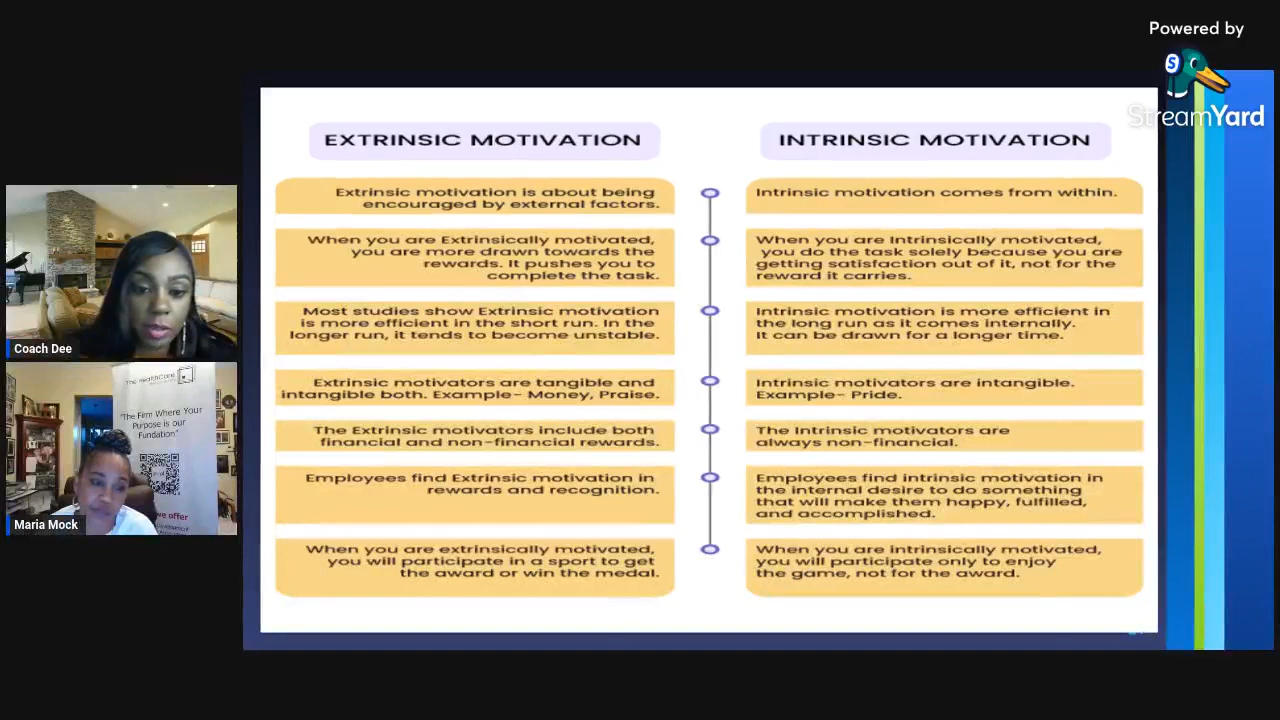 Powered by
StreamYard
EXTRINSIC MOTIVATION
INTRINSIC MOTIVATION
Extrinsic motivation is about being
encouraged by external factors.
Intrinsic motivation comes from within.
When you are Extrinsically motivated,
you are more drawn towards the
rewards. It pushes you to
complete the task.
When you are Intrinsically motivated,
you do the task solely because you are
getting satisfaction out of it, not for the
reward it carries.
Most studies show Extrinsic motivation
is more efficient in the short run. In the
longer run, it tends to become unstable.
Intrinsic motivation is more efficient in
the long run as it comes internally.
It can be drawn for a longer time.
Extrinsic motivators are tangible and
intangible both. Example- Money, Praise.
Intrinsic motivators are intangible.
Example- Pride.
The Extrinsic motivators include both
financial and non-financial rewards.
The Intrinsic motivators are
always non-financial.
Employees find Extrinsic motivation in
rewards and recognition.
Employees find intrinsic motivation in
the internal desire to do something
that will make them happy, fulfilled,
and accomplished.
When you are extrinsically motivated,
you will participate in a sport to get
the award or win the medal.
When you are intrinsically motivated,
you will participate only to enjoy
the game, not for the award.
Coach Dee
The HealthCare
"The Firm Where Your
Purpose is our
Fundation"
we offer
Maria Mock